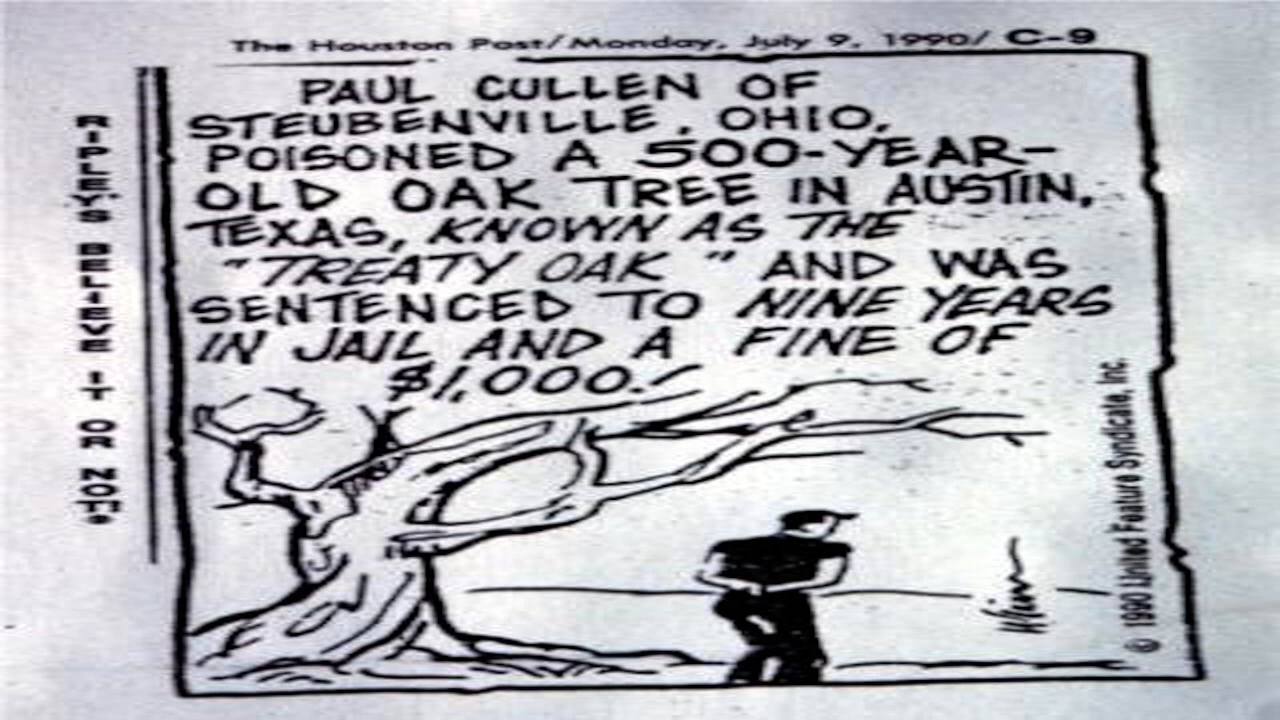 The Houston Post/Monday, July 9, 1990/ C-9
RIPLEY'S BELIEVE IT OR NOT!
PAUL CULLEN OF
STEUBENVILLE, OHIO,
POISONED A 500-YEAR-
OLD OAK TREE IN AUSTIN,
TEXAS, KNOWN AS THE
"TREATY OAK" AND WAS
SENTENCED TO NINE YEARS
IN JAIL AND A FINE OF
$1,000.!
© 1990 United Feature Syndicate, Inc.